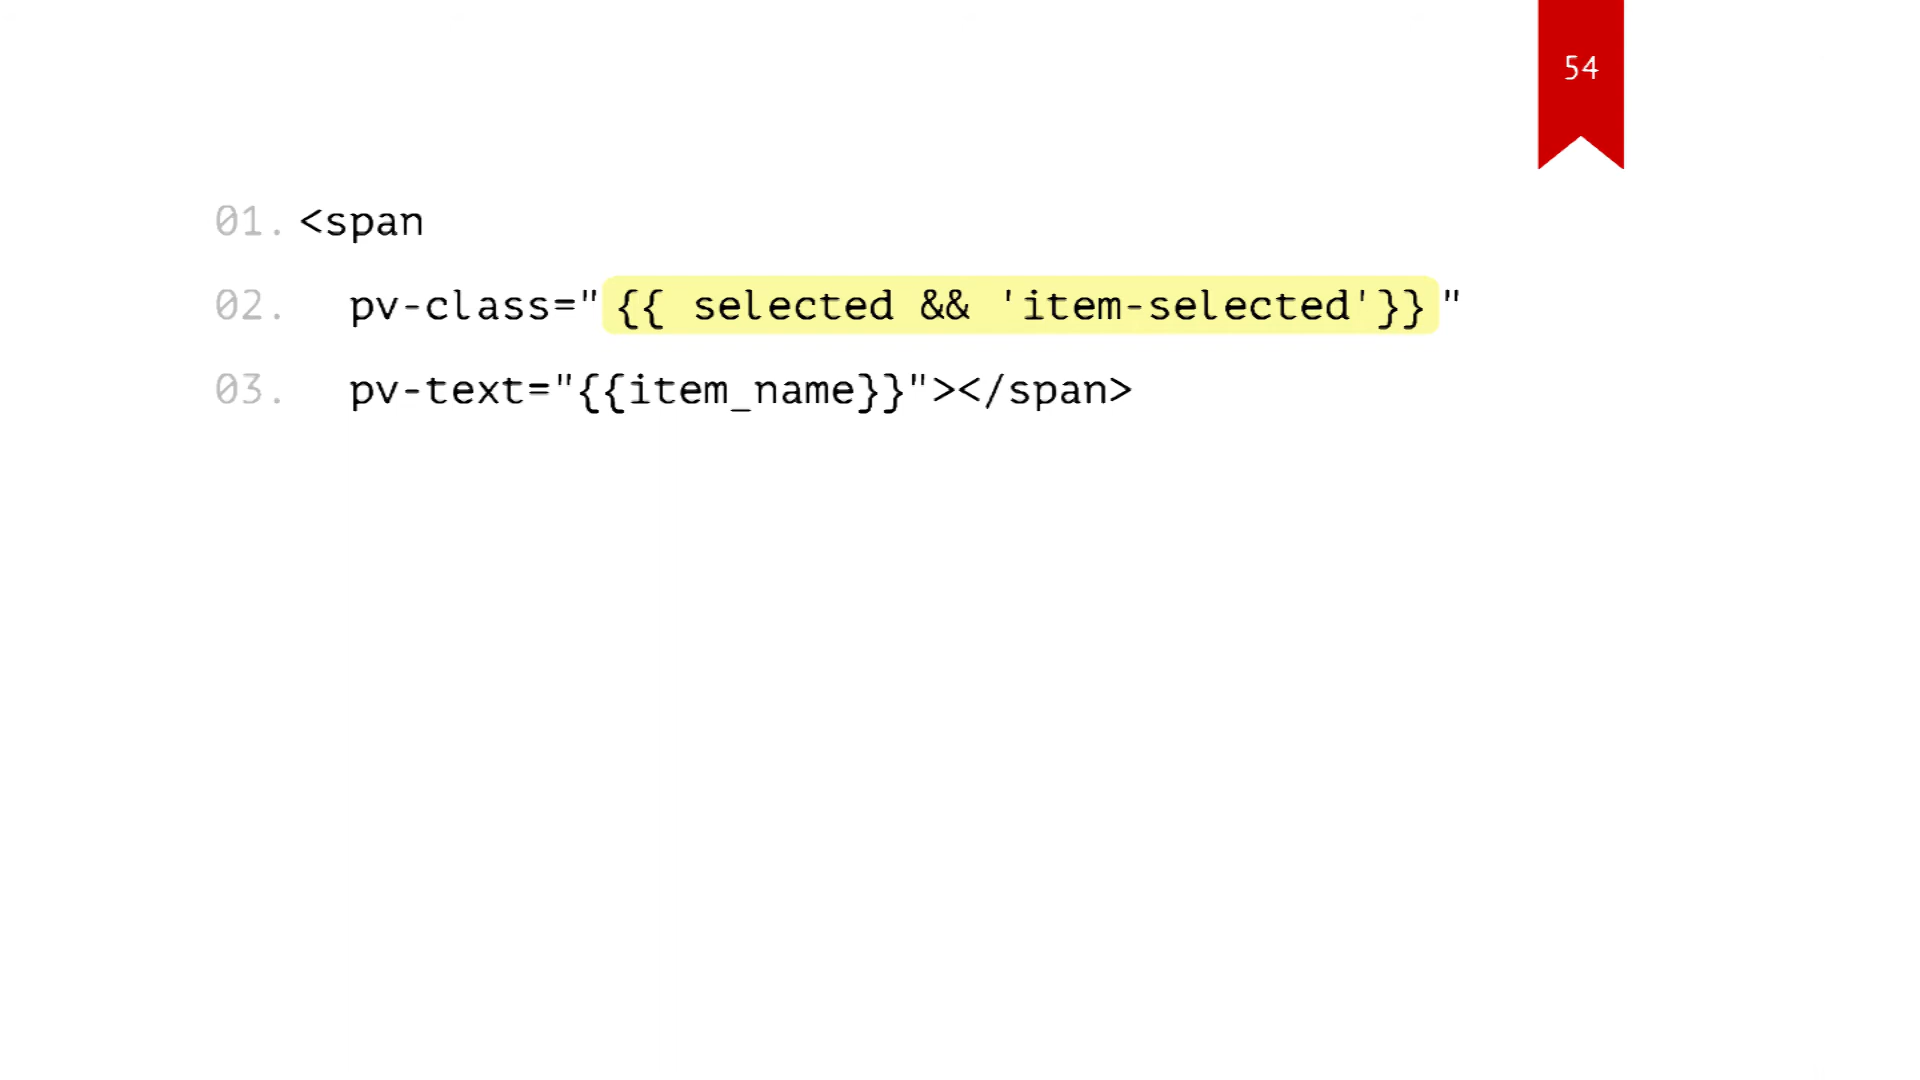 54
01. <span
02. pv-class="{{ selected && 'item-selected'}}"
03. pv-text="{{item_name}}"></span>